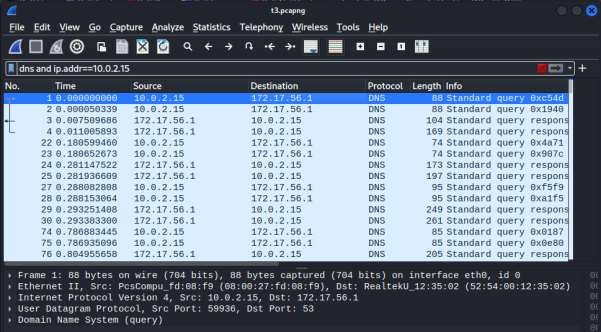 t3.pcapng
File Edit View Go Capture Analyze Statistics Telephony Wireless Tools Help
dns and ip.addr==10.0.2.15
No. Time Source Destination Protocol Length Info
1 0.000000000 10.0.2.15 172.17.56.1 DNS 88 Standard query 0xc54d
2 0.000050339 10.0.2.15 172.17.56.1 DNS 88 Standard query 0x1940
3 0.007509686 172.17.56.1 10.0.2.15 DNS 104 Standard query respons
4 0.011005893 172.17.56.1 10.0.2.15 DNS 169 Standard query respons
22 0.180599460 10.0.2.15 172.17.56.1 DNS 74 Standard query 0x4a71
23 0.180652673 10.0.2.15 172.17.56.1 DNS 74 Standard query 0x907c
24 0.281147522 172.17.56.1 10.0.2.15 DNS 173 Standard query respons
25 0.281936609 172.17.56.1 10.0.2.15 DNS 197 Standard query respons
27 0.288082808 10.0.2.15 172.17.56.1 DNS 95 Standard query 0xf5f9
28 0.288153064 10.0.2.15 172.17.56.1 DNS 95 Standard query 0xa1f5
29 0.293251408 172.17.56.1 10.0.2.15 DNS 249 Standard query respons
30 0.293383300 172.17.56.1 10.0.2.15 DNS 261 Standard query respons
74 0.786883445 10.0.2.15 172.17.56.1 DNS 85 Standard query 0x0187
75 0.786935096 10.0.2.15 172.17.56.1 DNS 85 Standard query 0x0e80
76 0.804955658 172.17.56.1 10.0.2.15 DNS 205 Standard query respons
Frame 1: 88 bytes on wire (704 bits), 88 bytes captured (704 bits) on interface eth0, id 0
Ethernet II, Src: PcsCompu_fd:08:f9 (08:00:27:fd:08:f9), Dst: RealtekU_12:35:02 (52:54:00:12:35:02)
Internet Protocol Version 4, Src: 10.0.2.15, Dst: 172.17.56.1
User Datagram Protocol, Src Port: 59936, Dst Port: 53
Domain Name System (query)